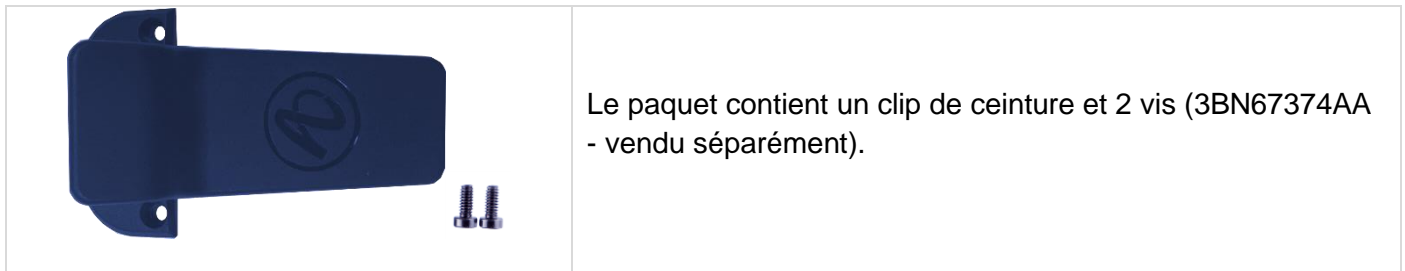 Le paquet contient un clip de ceinture et 2 vis (3BN67374AA
- vendu séparément).